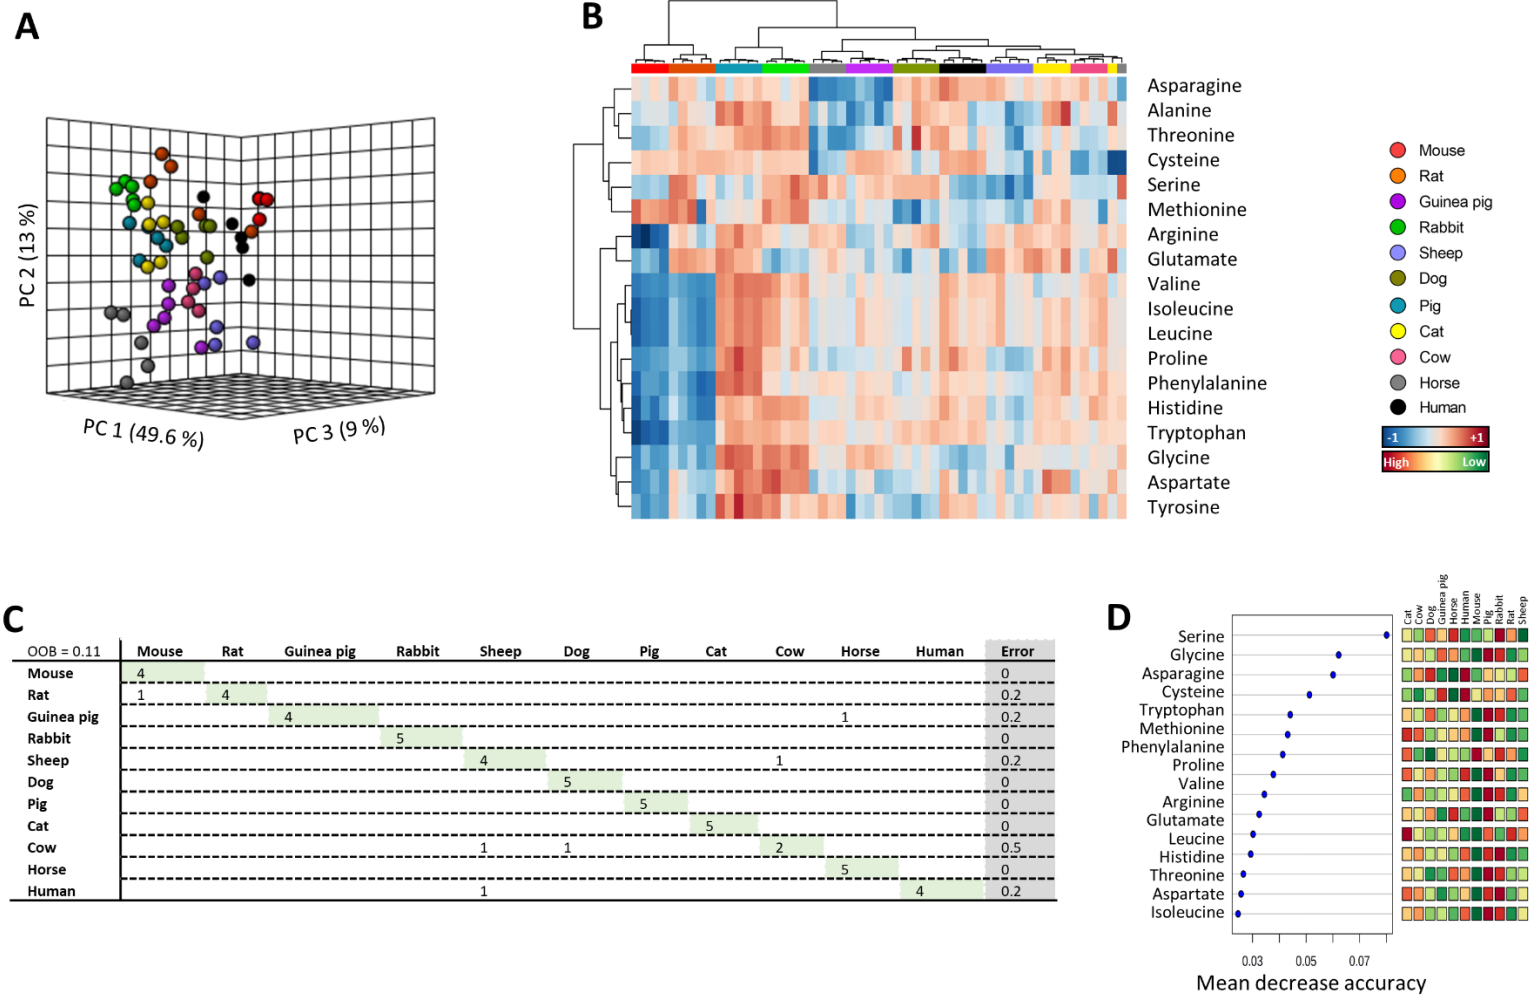 A
PC 2 (13 %)
PC 1 (49.6 %)
PC 3 (9 %)
B
Asparagine
Alanine
Threonine
Cysteine
Serine
Methionine
Arginine
Glutamate
Valine
Isoleucine
Leucine
Proline
Phenylalanine
Histidine
Tryptophan
Glycine
Aspartate
Tyrosine
Mouse
Rat
Guinea pig
Rabbit
Sheep
Dog
Pig
Cat
Cow
Horse
Human
-1 +1
High Low
C
OOB = 0.11 Mouse Rat Guinea pig Rabbit Sheep Dog Pig Cat Cow Horse Human Error
Mouse 4 0
Rat 1 4 0.2
Guinea pig 4 1 0.2
Rabbit 5 0
Sheep 4 1 0.2
Dog 5 0
Pig 5 0
Cat 5 0
Cow 1 1 2 0.5
Horse 5 0
Human 1 4 0.2
D
Cat Cow Dog Guinea pig Horse Human Mouse Pig Rabbit Rat Sheep
Serine
Glycine
Asparagine
Cysteine
Tryptophan
Methionine
Phenylalanine
Proline
Valine
Arginine
Glutamate
Leucine
Histidine
Threonine
Aspartate
Isoleucine
0.03 0.05 0.07
Mean decrease accuracy